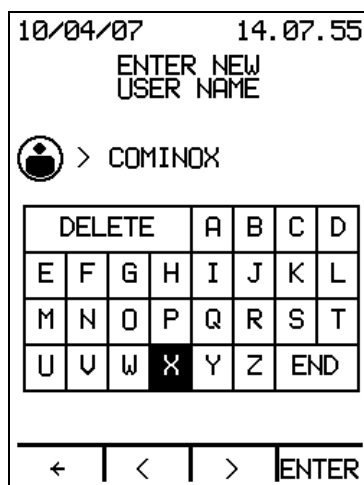 10/04/07 14.07.55
ENTER NEW
USER NAME
> COMINOX
DELETE A B C D
E F G H I J K L
M N O P Q R S T
U V W X Y Z END
← < > ENTER